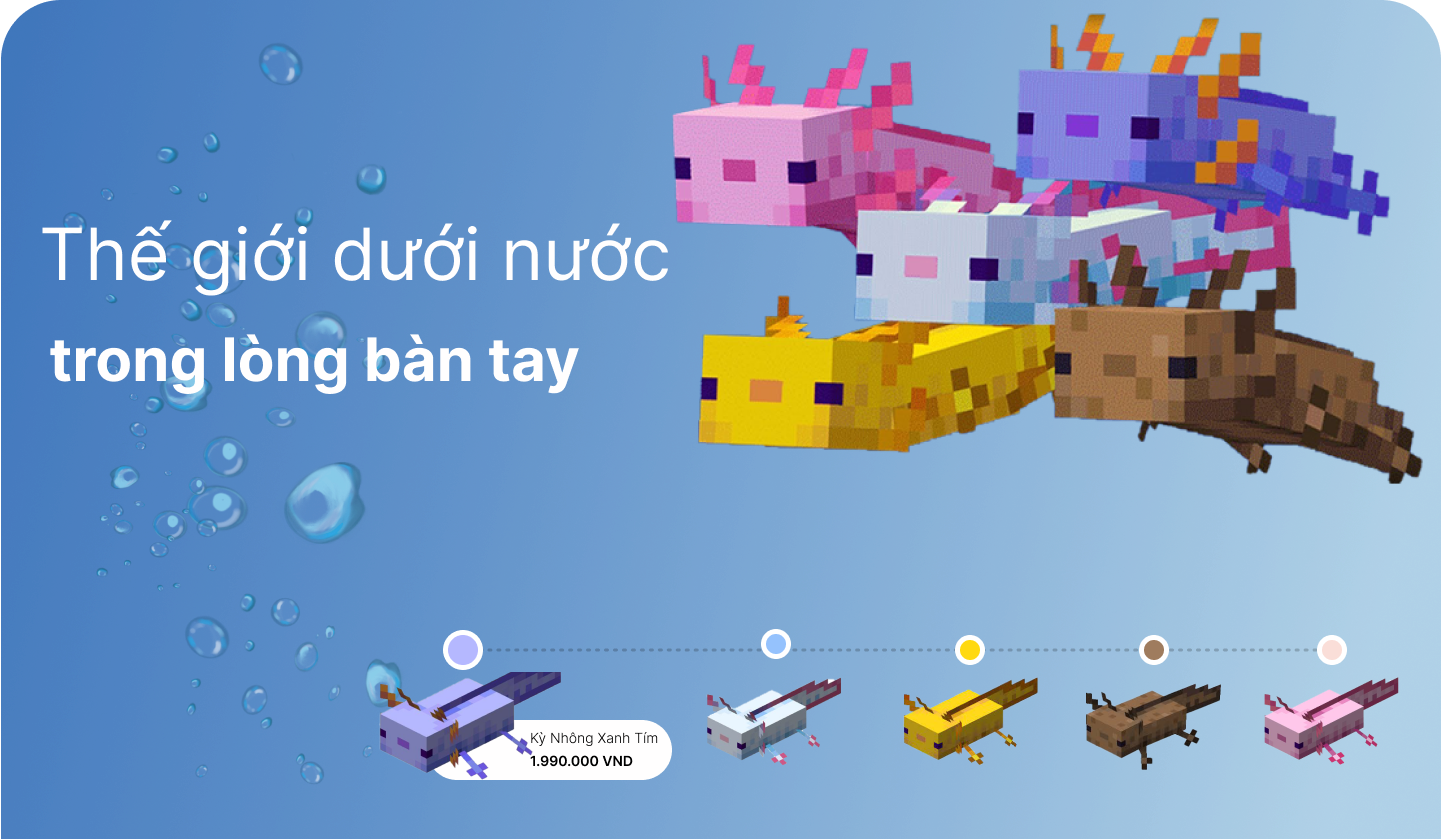 Thế giới dưới nước
trong lòng bàn tay
Kỳ Nhông Xanh Tím
1.990.000 VND